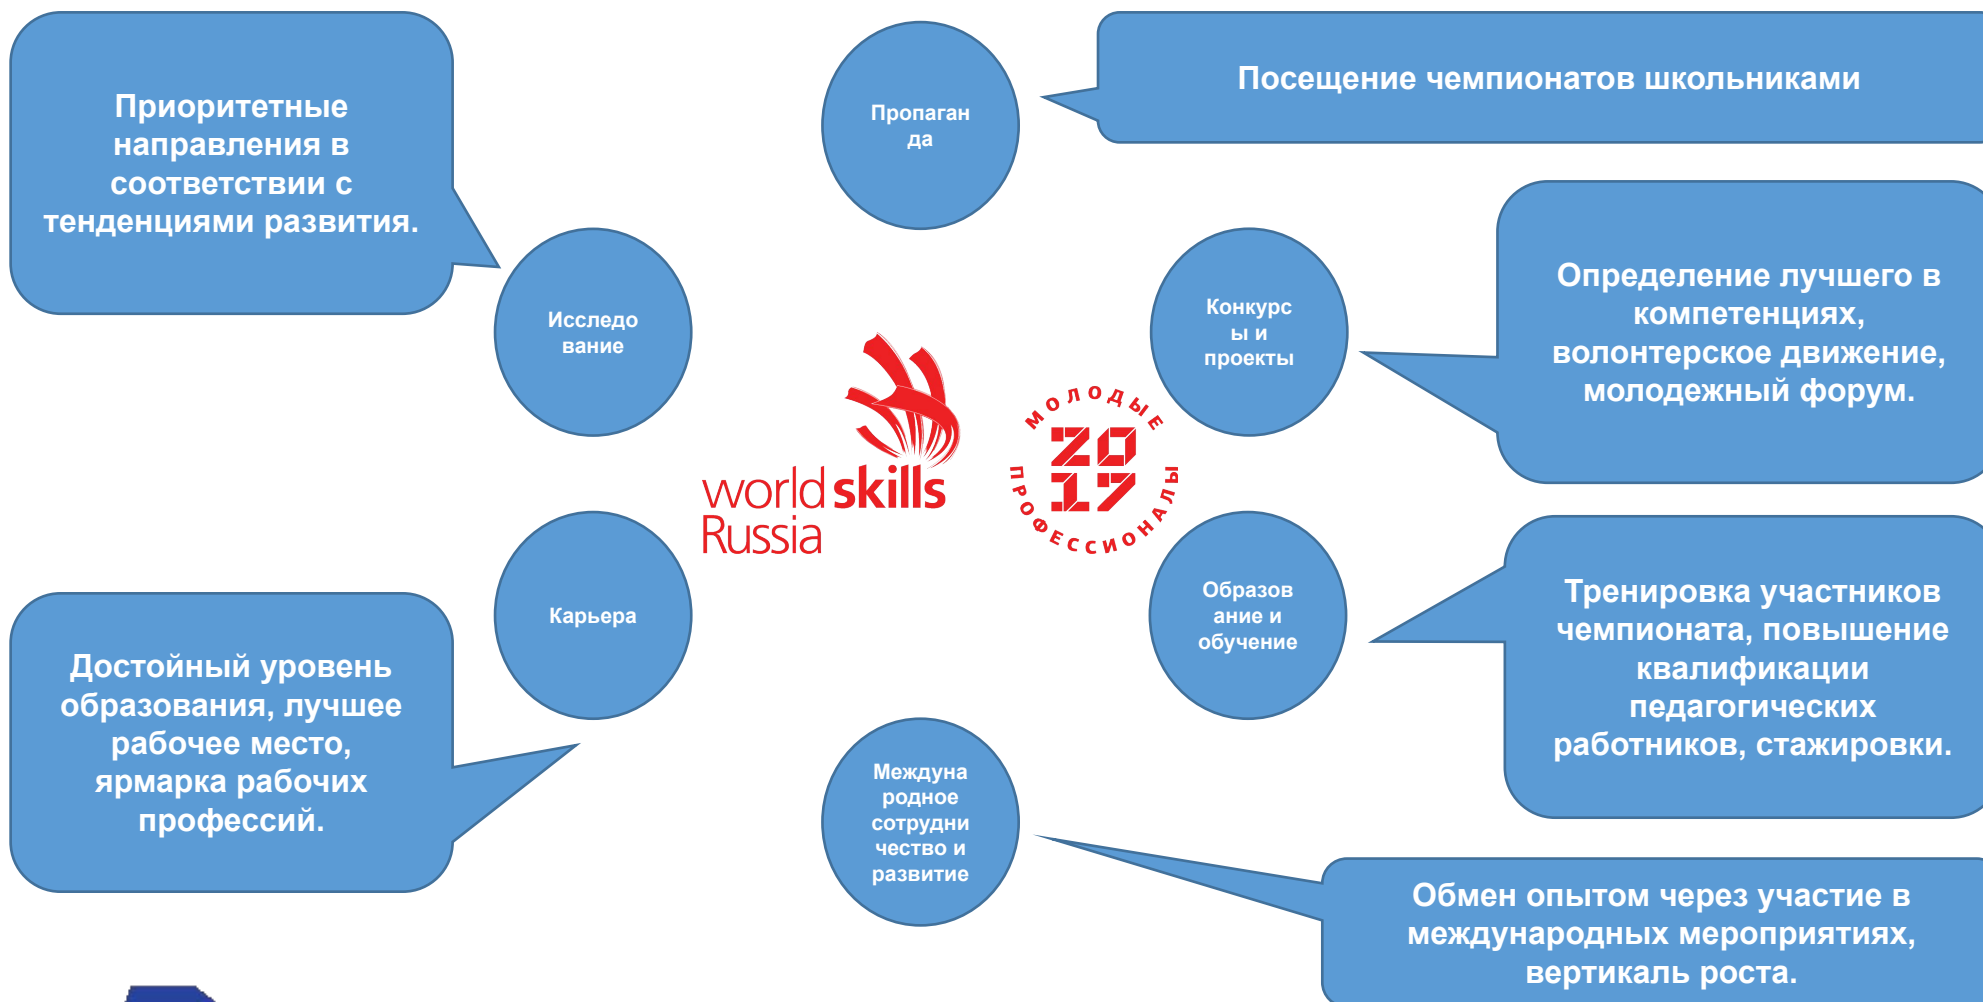 Приоритетные
направления в
соответствии с
тенденциями развития.
Пропаган
да
Посещение чемпионатов школьниками
Исследо
вание
Конкурс
ы и
проекты
Определение лучшего в
компетенциях,
волонтерское движение,
молодежный форум.
world skills
Russia
МОЛОДЫЕ
2017
ПРОФЕССИОНАЛЫ
Карьера
Достойный уровень
образования, лучшее
рабочее место,
ярмарка рабочих
профессий.
Образов
ание и
обучение
Тренировка участников
чемпионата, повышение
квалификации
педагогических
работников, стажировки.
Междуна
родное
сотрудни
чество и
развитие
Обмен опытом через участие в
международных мероприятиях,
вертикаль роста.